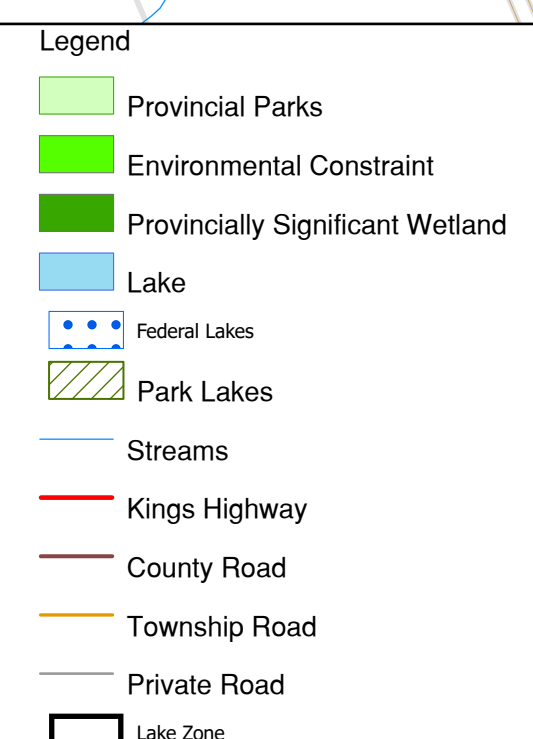 Legend
Provincial Parks
Environmental Constraint
Provincially Significant Wetland
Lake
Federal Lakes
Park Lakes
Streams
Kings Highway
County Road
Township Road
Private Road
Lake Zone